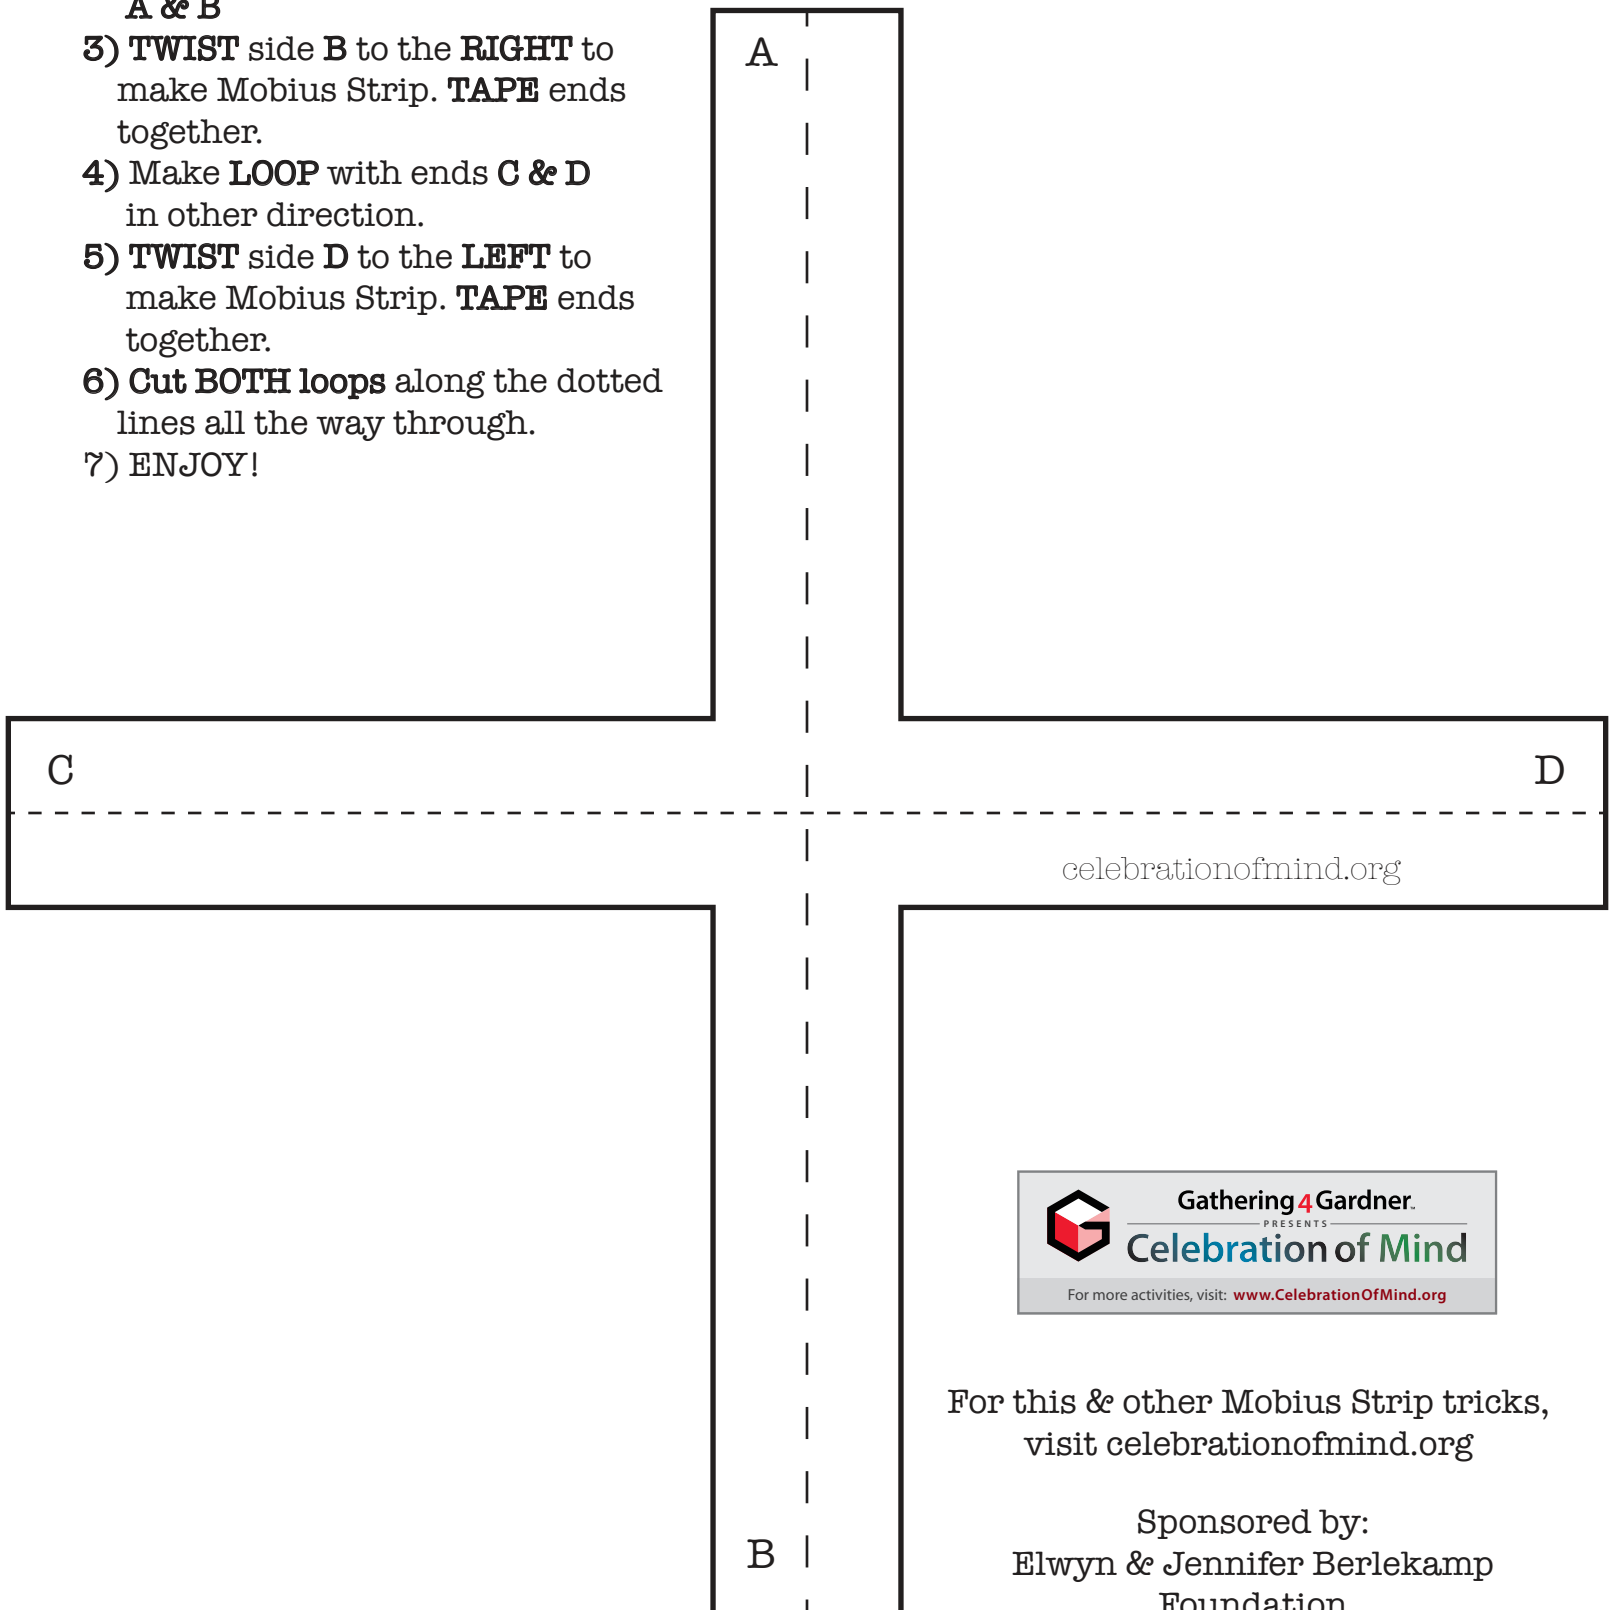 A & B
3) TWIST side B to the RIGHT to
make Mobius Strip. TAPE ends
together.
4) Make LOOP with ends C & D
in other direction.
5) TWIST side D to the LEFT to
make Mobius Strip. TAPE ends
together.
6) Cut BOTH loops along the dotted
lines all the way through.
7) ENJOY!
A
C
D
celebrationofmind.org
B
Gathering 4 Gardner™
PRESENTS
Celebration of Mind
For more activities, visit: www.CelebrationOfMind.org
For this & other Mobius Strip tricks,
visit celebrationofmind.org
Sponsored by:
Elwyn & Jennifer Berlekamp
Foundation